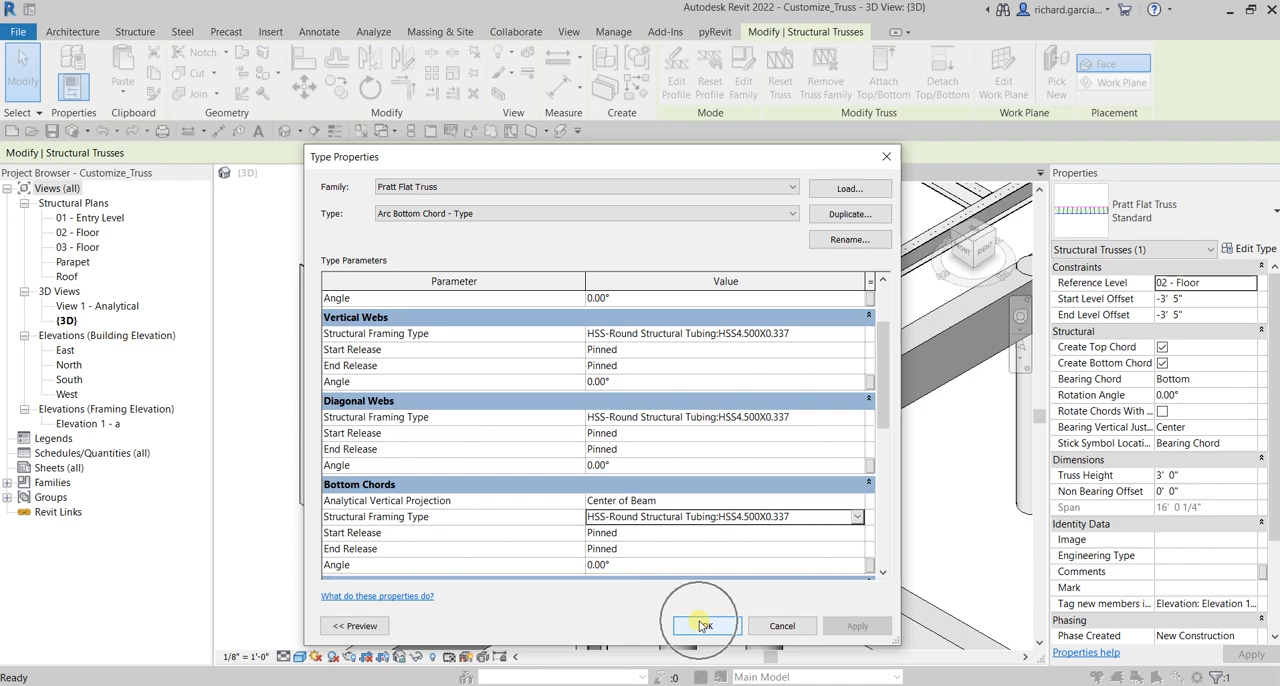 Autodesk Revit 2022 - Customize_Truss - 3D View: {3D}
richard.garcia...
File Architecture Structure Steel Precast Insert Annotate Analyze Massing & Site Collaborate View Manage Add-Ins pyRevit Modify | Structural Trusses
Modify Paste Notch Cut Join Edit Profile Reset Profile Edit Family Reset Truss Remove Truss Family Attach Top/Bottom Detach Top/Bottom Edit Work Plane Pick New Face Work Plane
Select Properties Clipboard Geometry Modify View Measure Create Mode Modify Truss Work Plane Placement
Modify | Structural Trusses
Project Browser - Customize_Truss
Views (all)
Structural Plans
01 - Entry Level
02 - Floor
03 - Floor
Parapet
Roof
3D Views
View 1 - Analytical
{3D}
Elevations (Building Elevation)
East
North
South
West
Elevations (Framing Elevation)
Elevation 1 - a
Legends
Schedules/Quantities (all)
Sheets (all)
Families
Groups
Revit Links
{3D}
Type Properties
Family: Pratt Flat Truss Load...
Type: Arc Bottom Chord - Type Duplicate...
Rename...
Type Parameters
Parameter Value =
Angle 0.00°
Vertical Webs
Structural Framing Type HSS-Round Structural Tubing:HSS4.500X0.337
Start Release Pinned
End Release Pinned
Angle 0.00°
Diagonal Webs
Structural Framing Type HSS-Round Structural Tubing:HSS4.500X0.337
Start Release Pinned
End Release Pinned
Angle 0.00°
Bottom Chords
Analytical Vertical Projection Center of Beam
Structural Framing Type HSS-Round Structural Tubing:HSS4.500X0.337
Start Release Pinned
End Release Pinned
Angle 0.00°
What do these properties do?
<< Preview OK Cancel Apply
FRONT RIGHT
Properties
Pratt Flat Truss
Standard
Structural Trusses (1) Edit Type
Constraints
Reference Level 02 - Floor
Start Level Offset -3' 5"
End Level Offset -3' 5"
Structural
Create Top Chord
Create Bottom Chord
Bearing Chord Bottom
Rotation Angle 0.00°
Rotate Chords With ...
Bearing Vertical Just... Center
Stick Symbol Locati... Bearing Chord
Dimensions
Truss Height 3' 0"
Non Bearing Offset 0' 0"
Span 16' 0 1/4"
Identity Data
Image
Engineering Type
Comments
Mark
Tag new members i... Elevation: Elevation 1...
Phasing
Phase Created New Construction
Properties help Apply
1/8" = 1'-0"
Ready :0 Main Model :1